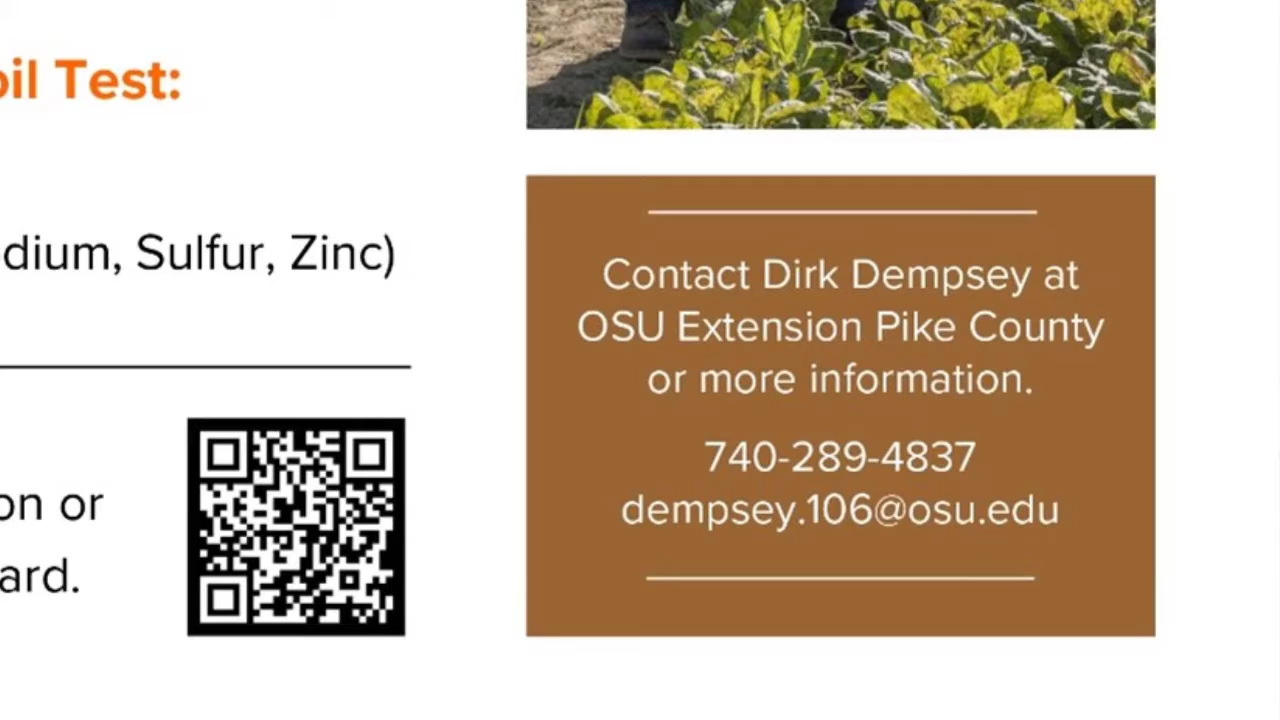 oil Test:
dium, Sulfur, Zinc)
on or
ard.
Contact Dirk Dempsey at
OSU Extension Pike County
or more information.
740-289-4837
dempsey.106@osu.edu